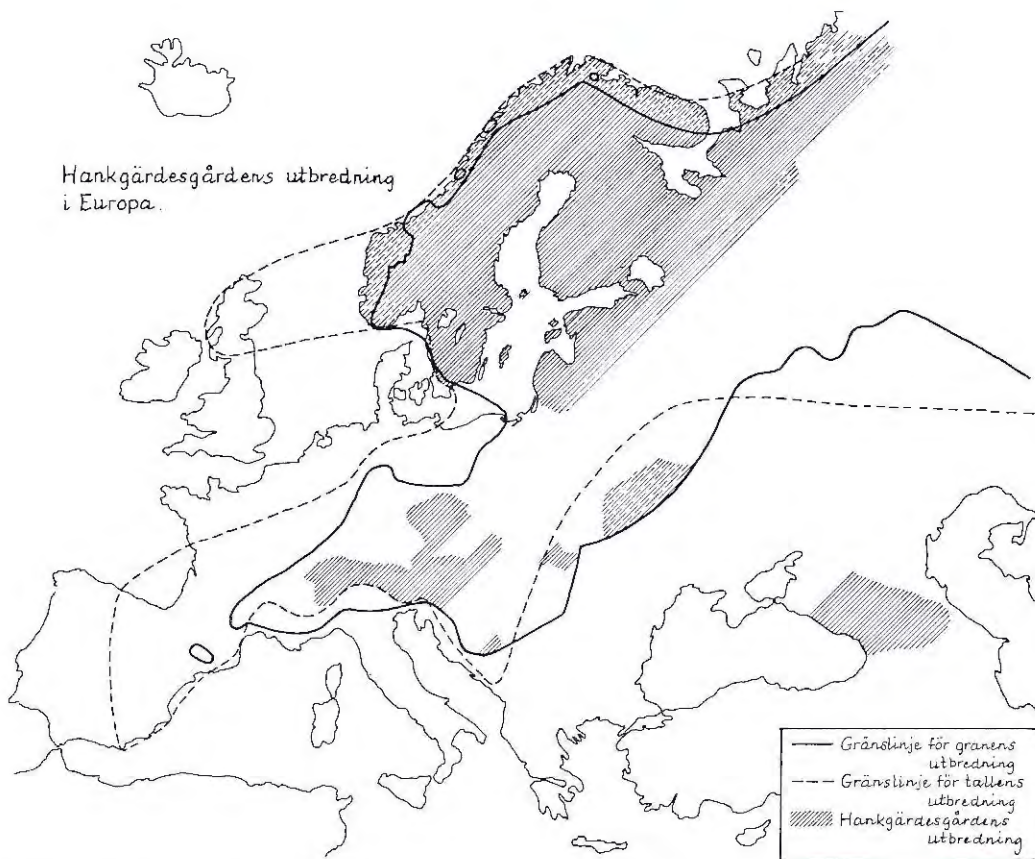 Hankgärdesgårdens utbredning
i Europa.
Gränslinje för granens
utbredning
Gränslinje för tallens
utbredning
Hankgärdesgårdens
utbredning